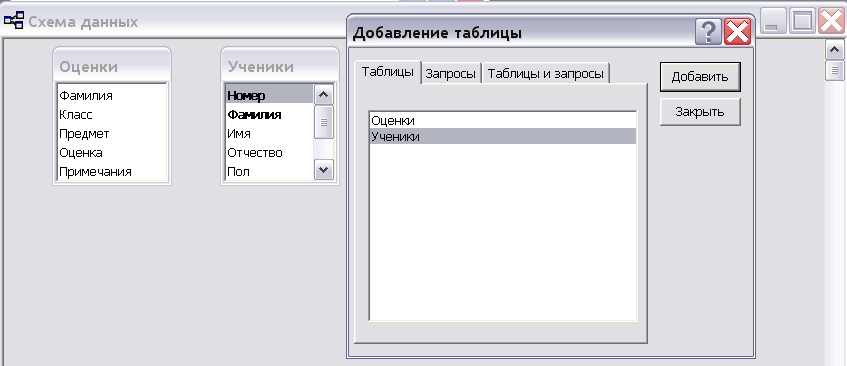 Схема данных
Оценки
Фамилия
Класс
Предмет
Оценка
Примечания
Ученики
Номер
Фамилия
Имя
Отчество
Пол
Добавление таблицы
Таблицы
Запросы
Таблицы и запросы
Оценки
Ученики
Добавить
Закрыть